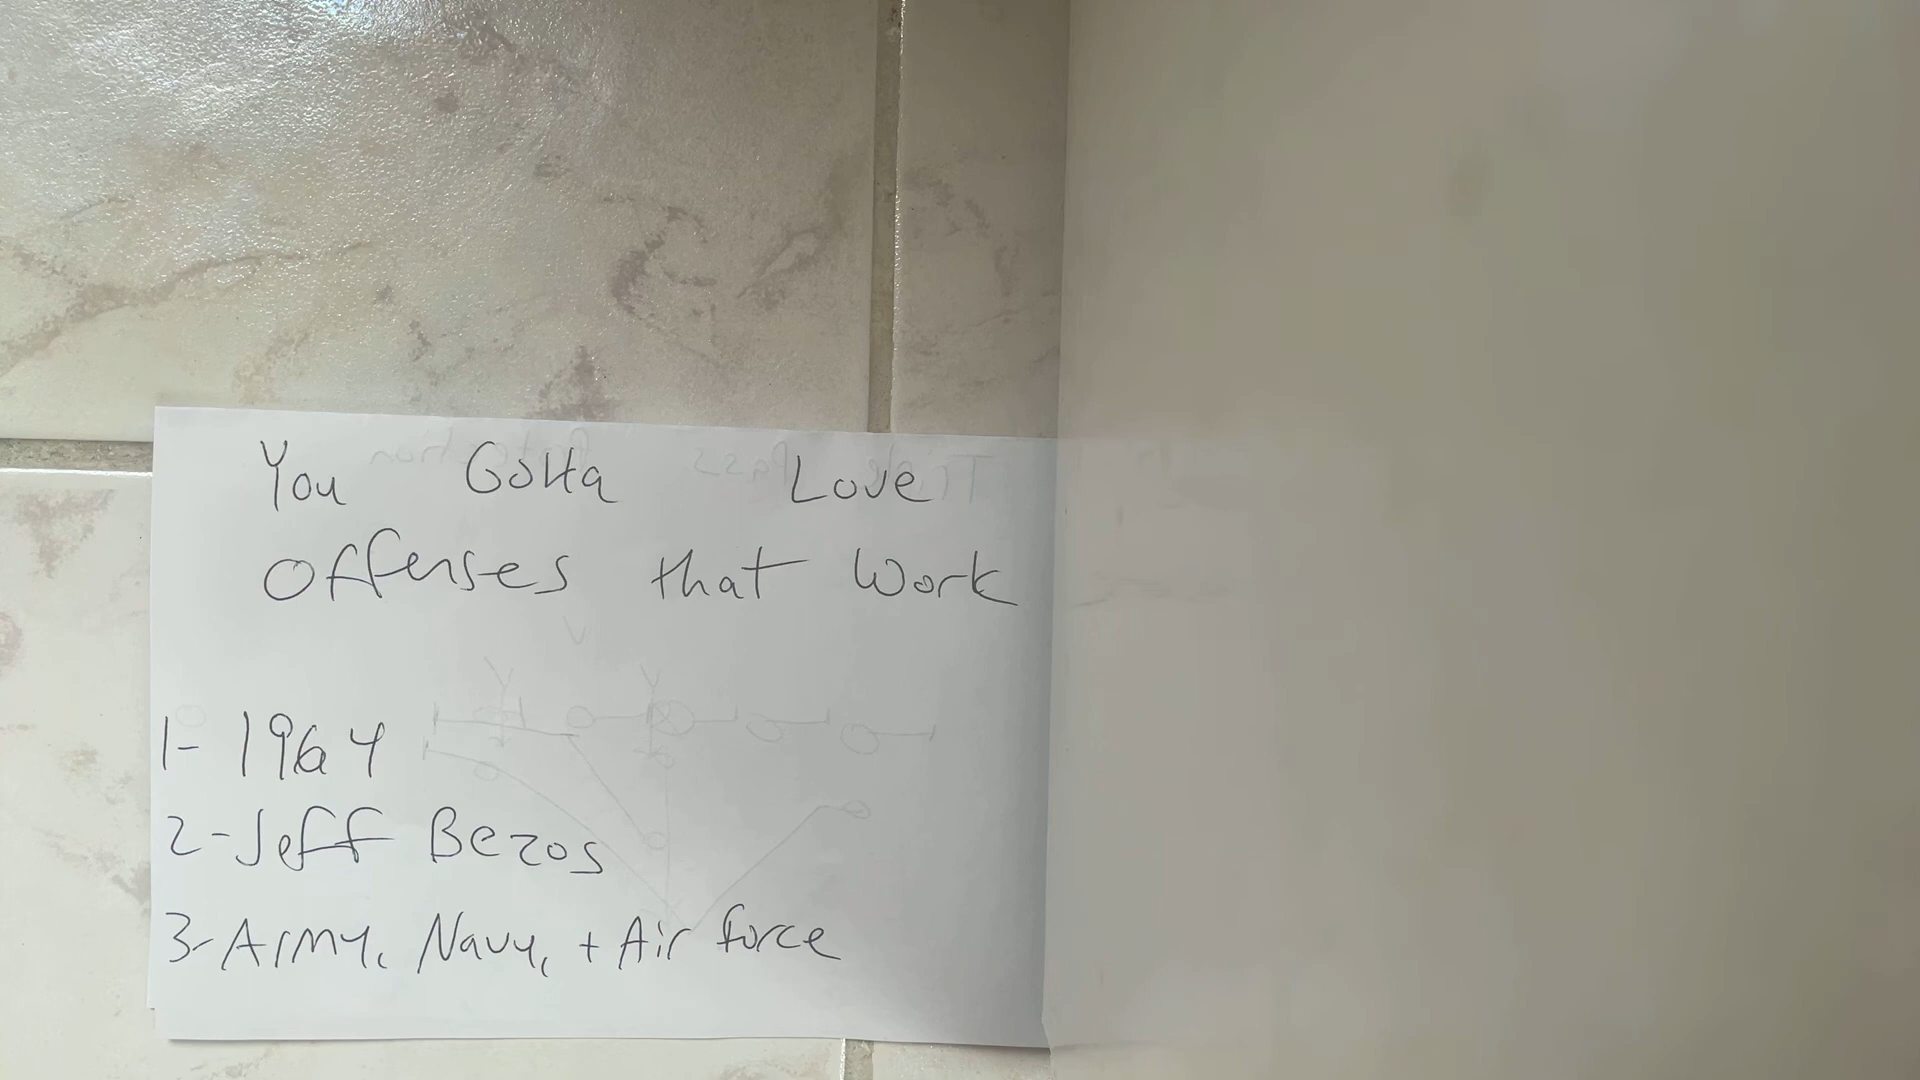 You Gotta Love
Offenses that Work
1- 1964
2-Jeff Bezos
3-Army, Navy, + Air force